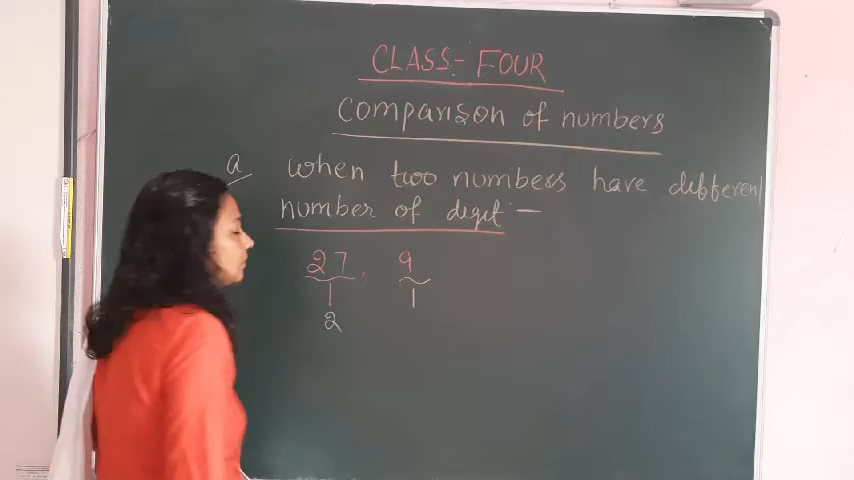 CLASS- FOUR
Comparison of numbers
a when two numbers have different
number of digit -
27, 9
2